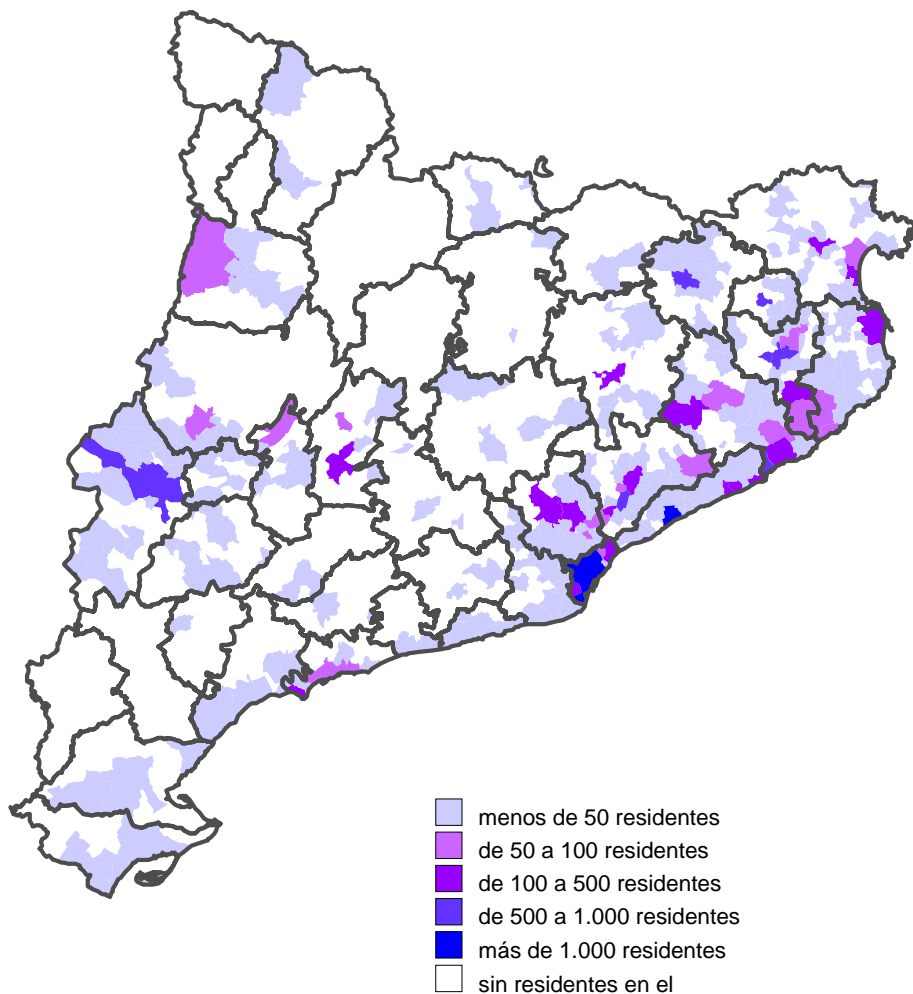 menos de 50 residentes
de 50 a 100 residentes
de 100 a 500 residentes
de 500 a 1.000 residentes
más de 1.000 residentes
sin residentes en el